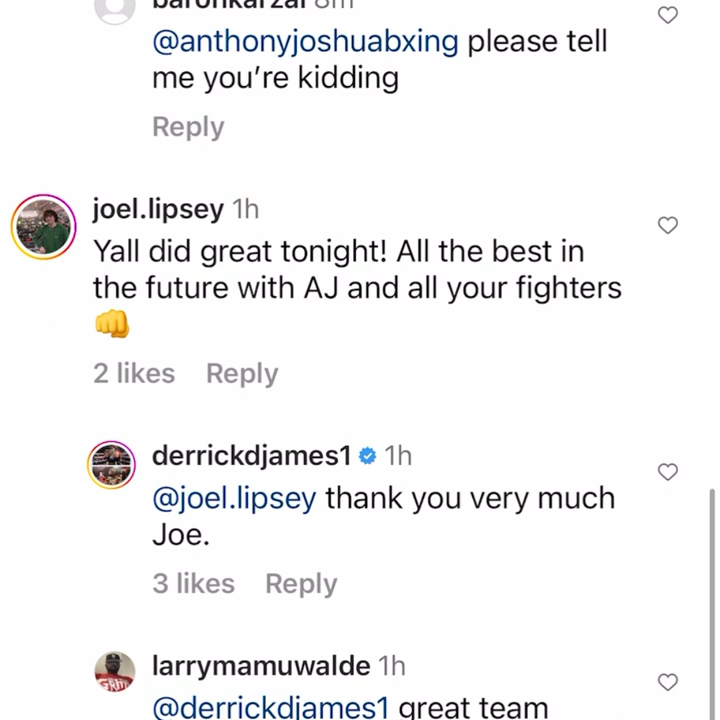 baronkarzai 8m
@anthonyjoshuabxing please tell
me you’re kidding
Reply
joel.lipsey 1h
Yall did great tonight! All the best in
the future with AJ and all your fighters
👊
2 likes Reply
derrickdjames1 1h
@joel.lipsey thank you very much
Joe.
3 likes Reply
larrymamuwalde 1h
@derrickdjames1 great team